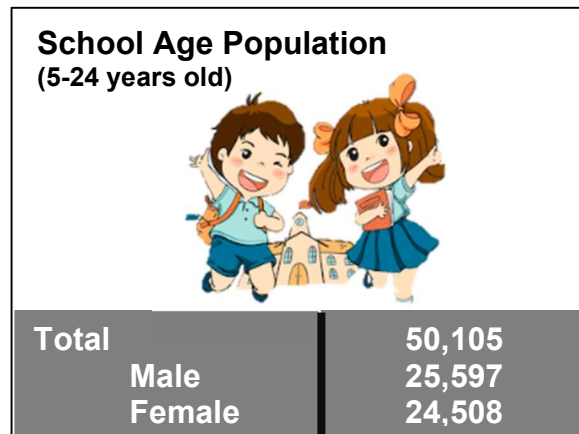 School Age Population
(5-24 years old)
Total 50,105
Male 25,597
Female 24,508